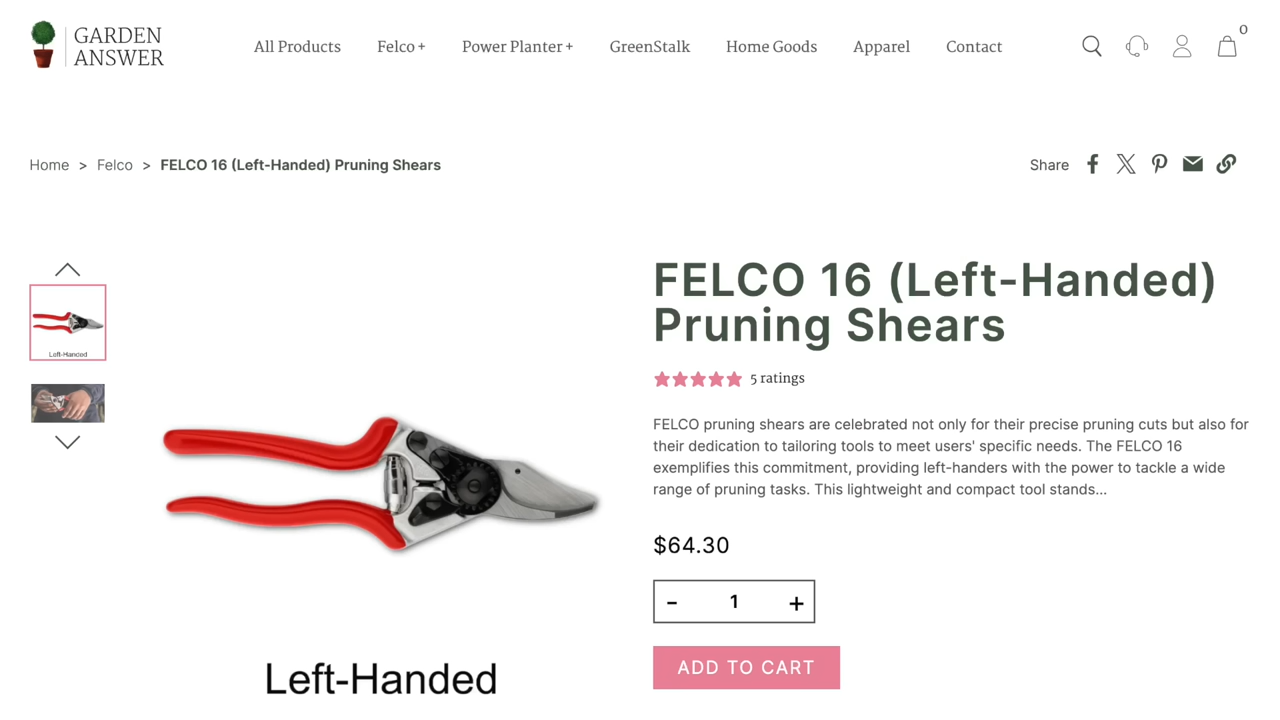 GARDEN
ANSWER
All Products Felco + Power Planter + GreenStalk Home Goods Apparel Contact
0
Home > Felco > FELCO 16 (Left-Handed) Pruning Shears
Share
Left-Handed
FELCO 16 (Left-Handed)
Pruning Shears
5 ratings
FELCO pruning shears are celebrated not only for their precise pruning cuts but also for
their dedication to tailoring tools to meet users' specific needs. The FELCO 16
exemplifies this commitment, providing left-handers with the power to tackle a wide
range of pruning tasks. This lightweight and compact tool stands...
$64.30
- 1 +
ADD TO CART
Left-Handed